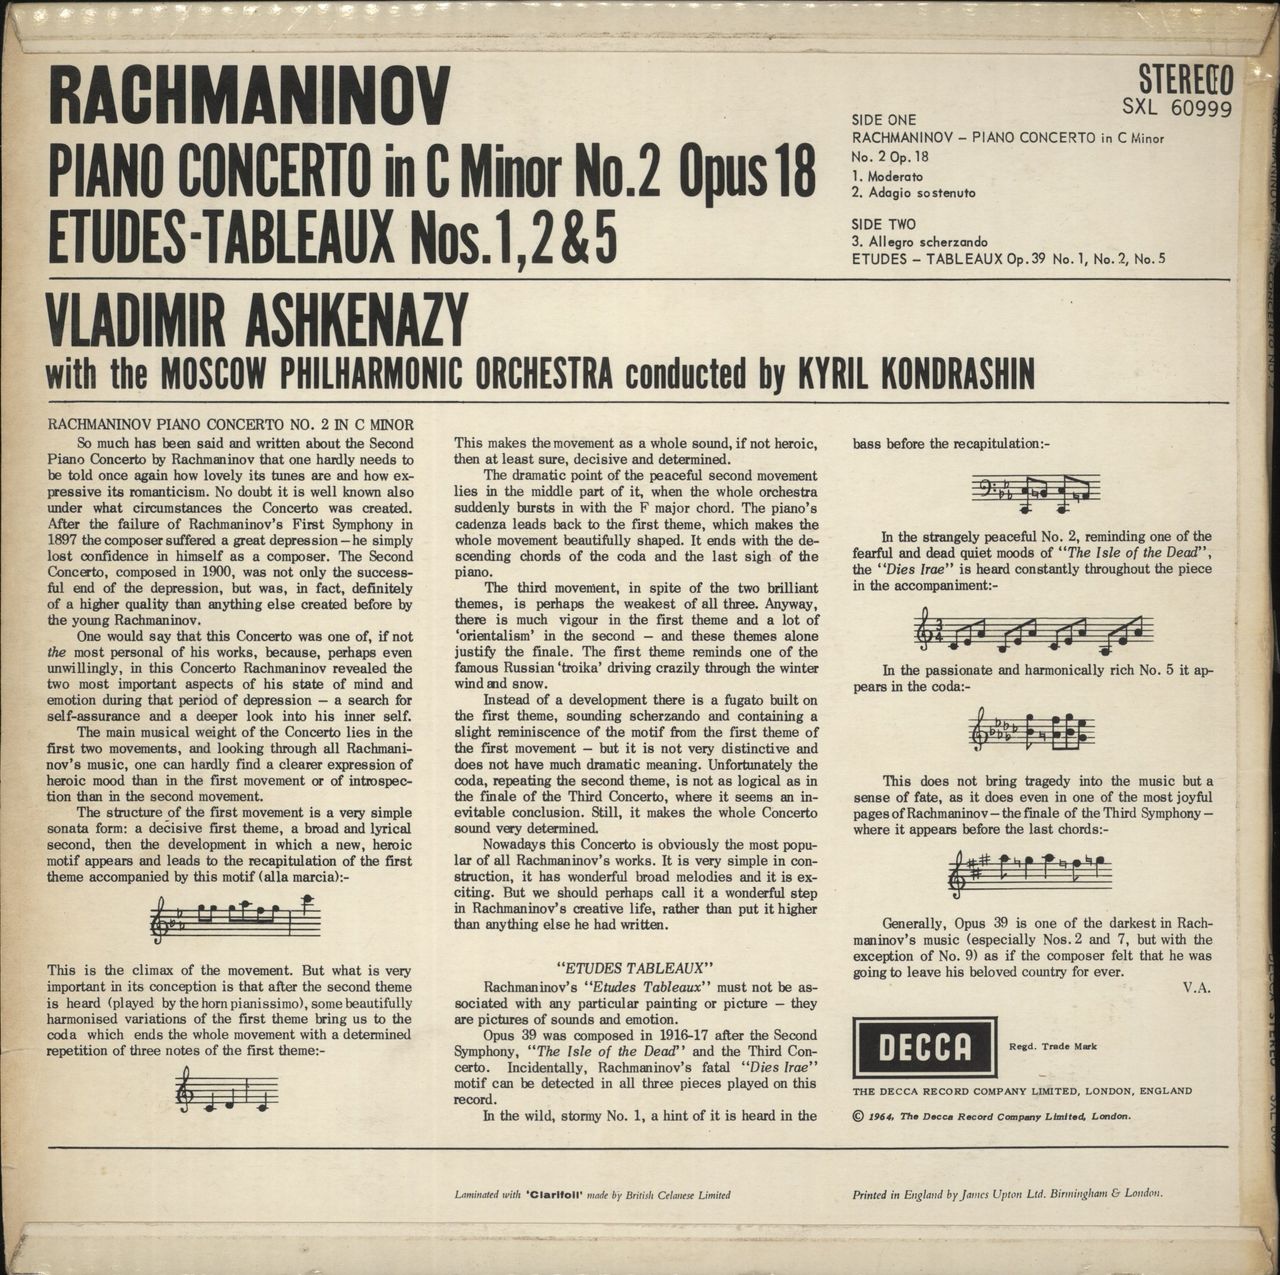 RACHMANINOV
PIANO CONCERTO in C Minor No.2 Opus 18
ETUDES-TABLEAUX Nos.1,2&5
STEREO
SXL 60999
SIDE ONE
RACHMANINOV – PIANO CONCERTO in C Minor
No. 2 Op. 18
1. Moderato
2. Adagio sostenuto
SIDE TWO
3. Allegro scherzando
ETUDES – TABLEAUX Op. 39 No. 1, No. 2, No. 5
VLADIMIR ASHKENAZY
with the MOSCOW PHILHARMONIC ORCHESTRA conducted by KYRIL KONDRASHIN
RACHMANINOV PIANO CONCERTO NO. 2 IN C MINOR
So much has been said and written about the Second
Piano Concerto by Rachmaninov that one hardly needs to
be told once again how lovely its tunes are and how ex-
pressive its romanticism. No doubt it is well known also
under what circumstances the Concerto was created.
After the failure of Rachmaninov's First Symphony in
1897 the composer suffered a great depression – he simply
lost confidence in himself as a composer. The Second
Concerto, composed in 1900, was not only the success-
ful end of the depression, but was, in fact, definitely
of a higher quality than anything else created before by
the young Rachmaninov.
One would say that this Concerto was one of, if not
the most personal of his works, because, perhaps even
unwillingly, in this Concerto Rachmaninov revealed the
two most important aspects of his state of mind and
emotion during that period of depression – a search for
self-assurance and a deeper look into his inner self.
The main musical weight of the Concerto lies in the
first two movements, and looking through all Rachmani-
nov's music, one can hardly find a clearer expression of
heroic mood than in the first movement or of introspec-
tion than in the second movement.
The structure of the first movement is a very simple
sonata form: a decisive first theme, a broad and lyrical
second, then the development in which a new, heroic
motif appears and leads to the recapitulation of the first
theme accompanied by this motif (alla marcia):-
This is the climax of the movement. But what is very
important in its conception is that after the second theme
is heard (played by the horn pianissimo), some beautifully
harmonised variations of the first theme bring us to the
coda which ends the whole movement with a determined
repetition of three notes of the first theme:-
This makes the movement as a whole sound, if not heroic,
then at least sure, decisive and determined.
The dramatic point of the peaceful second movement
lies in the middle part of it, when the whole orchestra
suddenly bursts in with the F major chord. The piano's
cadenza leads back to the first theme, which makes the
whole movement beautifully shaped. It ends with the de-
scending chords of the coda and the last sigh of the
piano.
The third movement, in spite of the two brilliant
themes, is perhaps the weakest of all three. Anyway,
there is much vigour in the first theme and a lot of
'orientalism' in the second – and these themes alone
justify the finale. The first theme reminds one of the
famous Russian 'troika' driving crazily through the winter
wind and snow.
Instead of a development there is a fugato built on
the first theme, sounding scherzando and containing a
slight reminiscence of the motif from the first theme of
the first movement – but it is not very distinctive and
does not have much dramatic meaning. Unfortunately the
coda, repeating the second theme, is not as logical as in
the finale of the Third Concerto, where it seems an in-
evitable conclusion. Still, it makes the whole Concerto
sound very determined.
Nowadays this Concerto is obviously the most popu-
lar of all Rachmaninov's works. It is very simple in con-
struction, it has wonderful broad melodies and it is ex-
citing. But we should perhaps call it a wonderful step
in Rachmaninov's creative life, rather than put it higher
than anything else he had written.
"ETUDES TABLEAUX"
Rachmaninov's "Etudes Tableaux" must not be as-
sociated with any particular painting or picture – they
are pictures of sounds and emotion.
Opus 39 was composed in 1916-17 after the Second
Symphony, "The Isle of the Dead" and the Third Con-
certo. Incidentally, Rachmaninov's fatal "Dies Irae"
motif can be detected in all three pieces played on this
record.
In the wild, stormy No. 1, a hint of it is heard in the
bass before the recapitulation:-
In the strangely peaceful No. 2, reminding one of the
fearful and dead quiet moods of "The Isle of the Dead",
the "Dies Irae" is heard constantly throughout the piece
in the accompaniment:-
In the passionate and harmonically rich No. 5 it ap-
pears in the coda:-
This does not bring tragedy into the music but a
sense of fate, as it does even in one of the most joyful
pages of Rachmaninov – the finale of the Third Symphony –
where it appears before the last chords:-
Generally, Opus 39 is one of the darkest in Rach-
maninov's music (especially Nos. 2 and 7, but with the
exception of No. 9) as if the composer felt that he was
going to leave his beloved country for ever.
V.A.
DECCA
Regd. Trade Mark
THE DECCA RECORD COMPANY LIMITED, LONDON, ENGLAND
© 1964, The Decca Record Company Limited, London.
Laminated with 'Clarifoil' made by British Celanese Limited
Printed in England by James Upton Ltd. Birmingham & London.